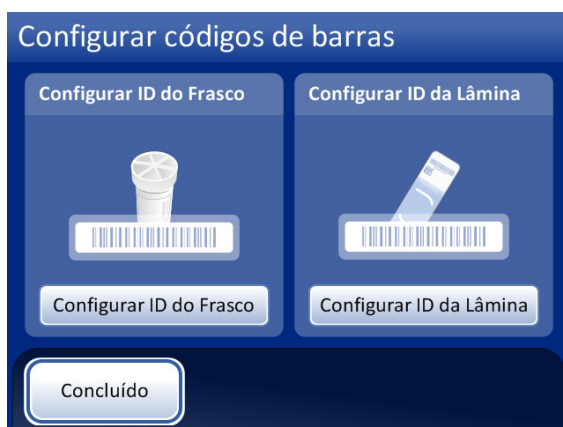 Configurar códigos de barras
Configurar ID do Frasco
Configurar ID da Lâmina
Configurar ID do Frasco
Configurar ID da Lâmina
Concluído